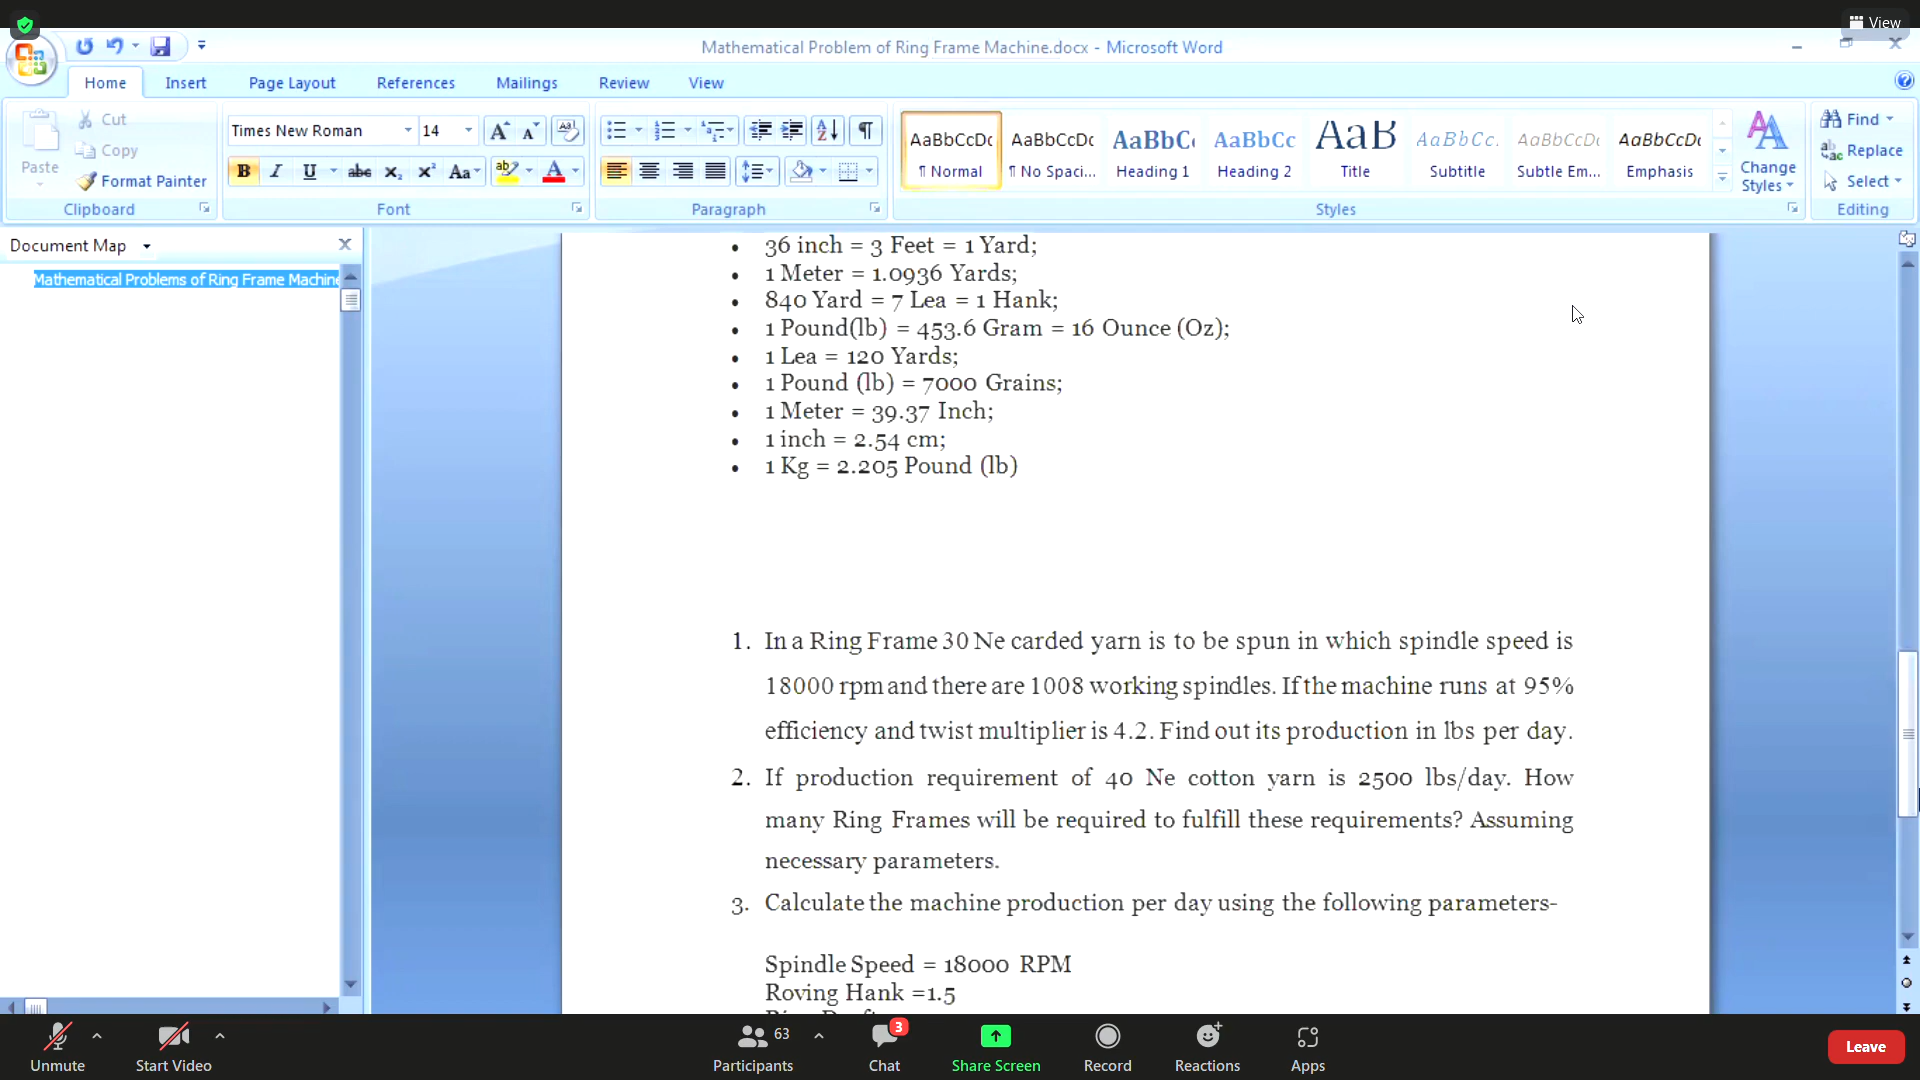 View
Mathematical Problem of Ring Frame Machine.docx - Microsoft Word
Home Insert Page Layout References Mailings Review View
Cut
Copy
Paste
Format Painter
Clipboard
Times New Roman 14
B I U abc X₂ X² Aa
Font
Paragraph
AaBbCcDc AaBbCcDc AaBbC AaBbCc AaB AaBbCc. AaBbCcDc AaBbCcDc
¶ Normal ¶ No Spaci... Heading 1 Heading 2 Title Subtitle Subtle Em... Emphasis
Change Styles
Styles
Find
Replace
Select
Editing
Document Map
Mathematical Problems of Ring Frame Machine
• 36 inch = 3 Feet = 1 Yard;
• 1 Meter = 1.0936 Yards;
• 840 Yard = 7 Lea = 1 Hank;
• 1 Pound(lb) = 453.6 Gram = 16 Ounce (Oz);
• 1 Lea = 120 Yards;
• 1 Pound (lb) = 7000 Grains;
• 1 Meter = 39.37 Inch;
• 1 inch = 2.54 cm;
• 1 Kg = 2.205 Pound (lb)
1. In a Ring Frame 30 Ne carded yarn is to be spun in which spindle speed is
18000 rpm and there are 1008 working spindles. If the machine runs at 95%
efficiency and twist multiplier is 4.2. Find out its production in lbs per day.
2. If production requirement of 40 Ne cotton yarn is 2500 lbs/day. How
many Ring Frames will be required to fulfill these requirements? Assuming
necessary parameters.
3. Calculate the machine production per day using the following parameters-
Spindle Speed = 18000 RPM
Roving Hank =1.5
Unmute Start Video
63
Participants
3
Chat Share Screen Record Reactions Apps
Leave